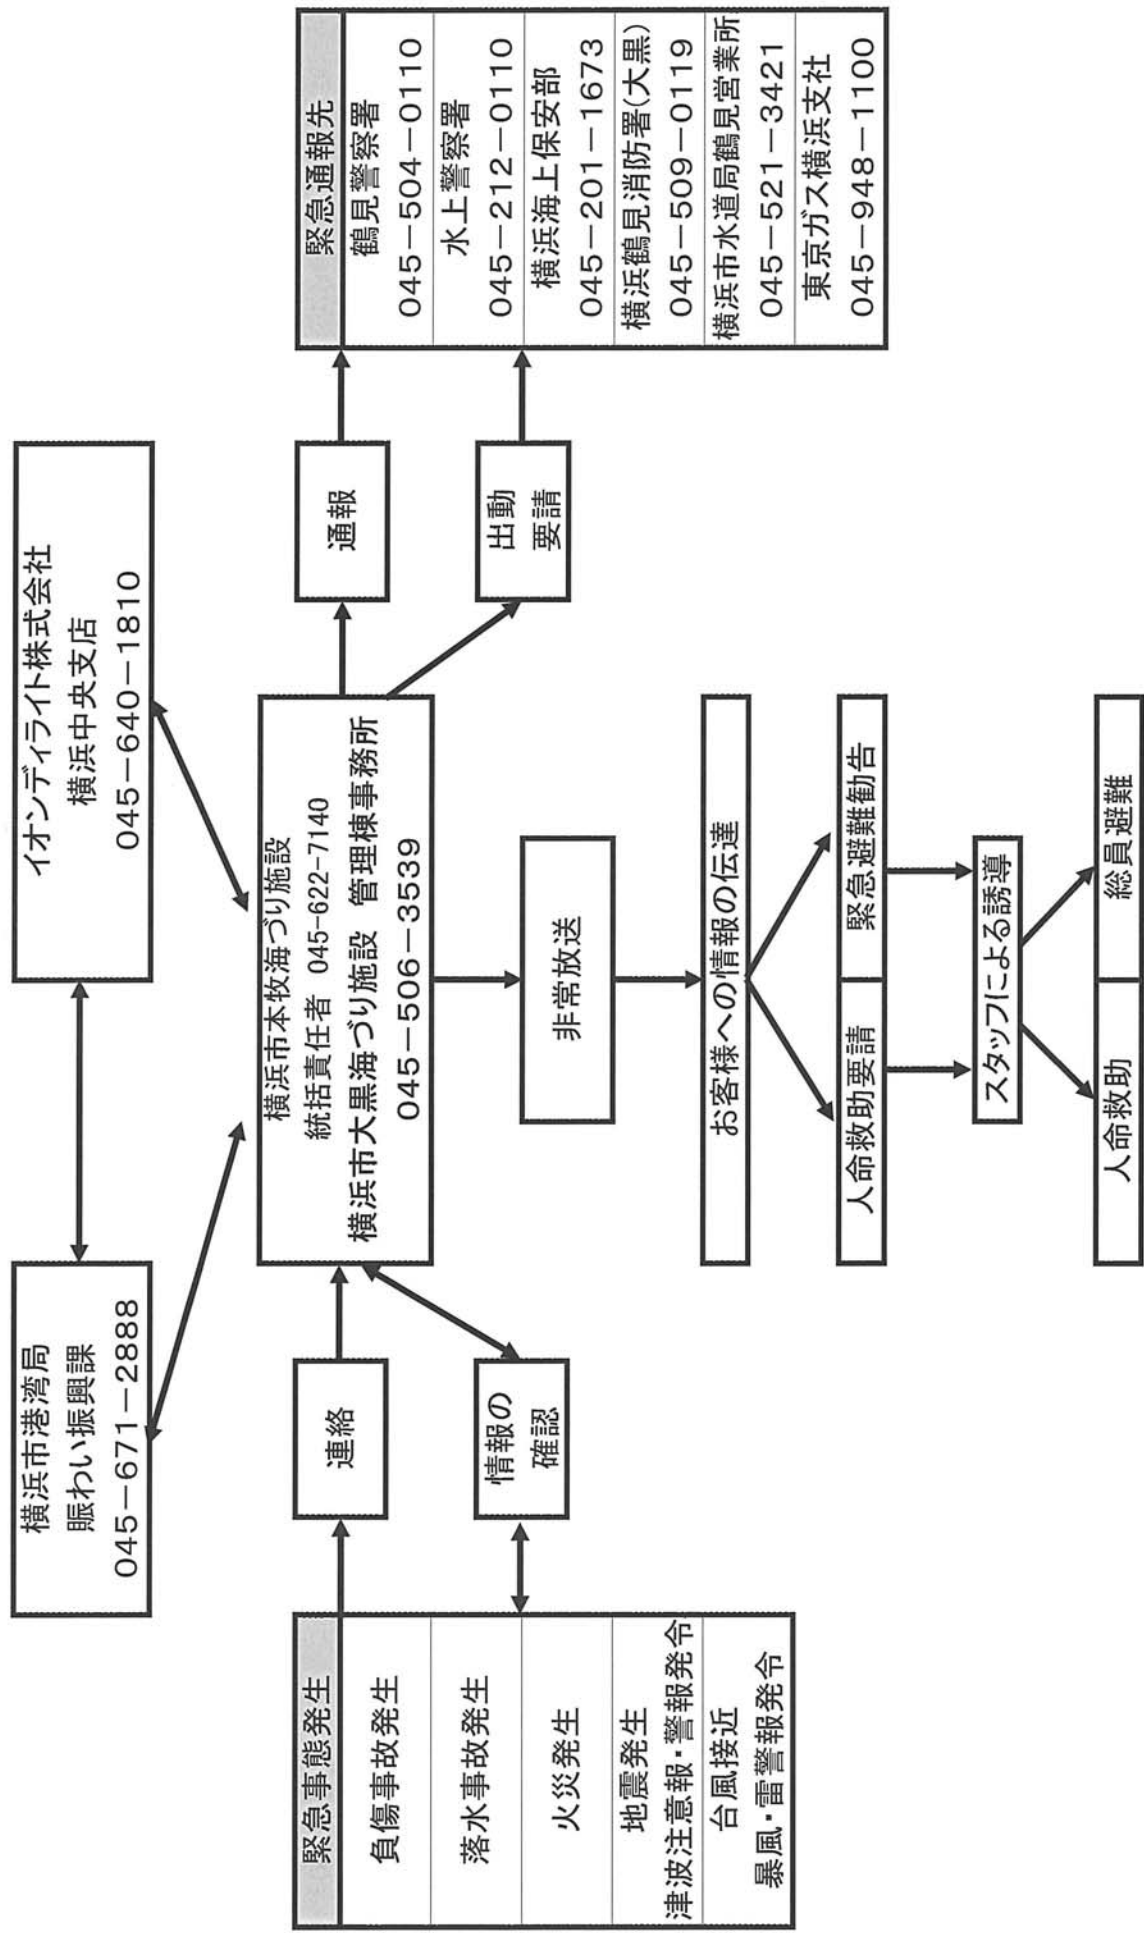 横浜市港湾局
賑わい振興課
045－671－2888
イオンディライト株式会社
横浜中央支店
045－640－1810
緊急事態発生
負傷事故発生
落水事故発生
火災発生
地震発生
津波注意報・警報発令
台風接近
暴風・雷警報発令
連絡
情報の
確認
横浜市本牧海づり施設
統括責任者 045-622-7140
横浜市大黒海づり施設 管理棟事務所
045－506－3539
通報
出動
要請
緊急通報先
鶴見警察署
045－504－0110
水上警察署
045－212－0110
横浜海上保安部
045－201－1673
横浜鶴見消防署(大黒)
045－509－0119
横浜市水道局鶴見営業所
045－521－3421
東京ガス横浜支社
045－948－1100
非常放送
お客様への情報の伝達
人命救助要請
緊急避難勧告
スタッフによる誘導
人命救助
総員避難